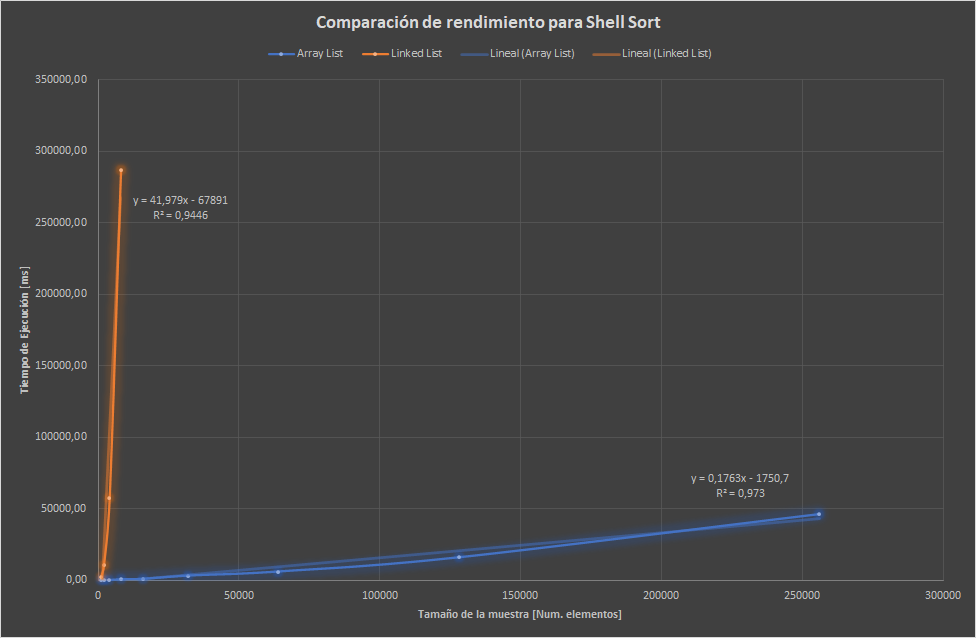 Comparación de rendimiento para Shell Sort
Array List Linked List Lineal (Array List) Lineal (Linked List)
350000,00
300000,00
250000,00
200000,00
150000,00
100000,00
50000,00
0,00
Tiempo de Ejecución [ms]
y = 41,979x - 67891
R² = 0,9446
y = 0,1763x - 1750,7
R² = 0,973
0 50000 100000 150000 200000 250000 300000
Tamaño de la muestra [Num. elementos]